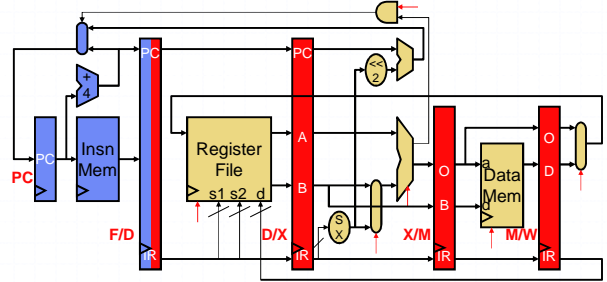 PC
PC
<<
2
+
4
A
O
PC
Insn
Mem
Register
File
a
Data
Mem
O
D
PC
s1 s2 d
B
S
X
B
d
F/D
D/X
X/M
M/W
IR
IR
IR
IR